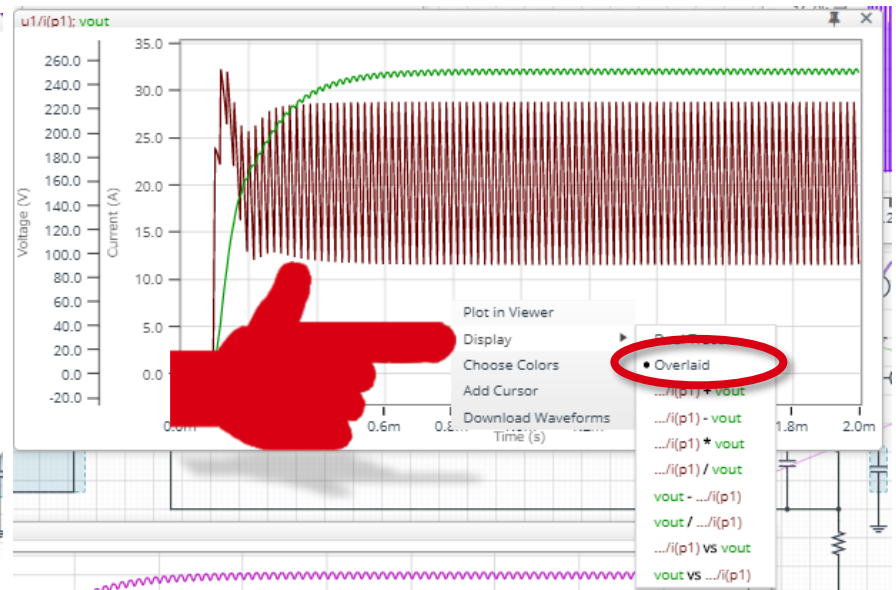 u1/i(p1); vout
260.0
240.0
220.0
200.0
180.0
160.0
140.0
120.0
100.0
80.0
60.0
40.0
20.0
0.0
-20.0
Voltage (V)
35.0
30.0
25.0
20.0
15.0
10.0
5.0
0.0
Current (A)
0.6m
1.8m
2.0m
Time (s)
Plot in Viewer
Display
Choose Colors
Add Cursor
Download Waveforms
Overlaid
.../i(p1) + vout
.../i(p1) - vout
.../i(p1) * vout
.../i(p1) / vout
vout - .../i(p1)
vout / .../i(p1)
.../i(p1) vs vout
vout vs .../i(p1)